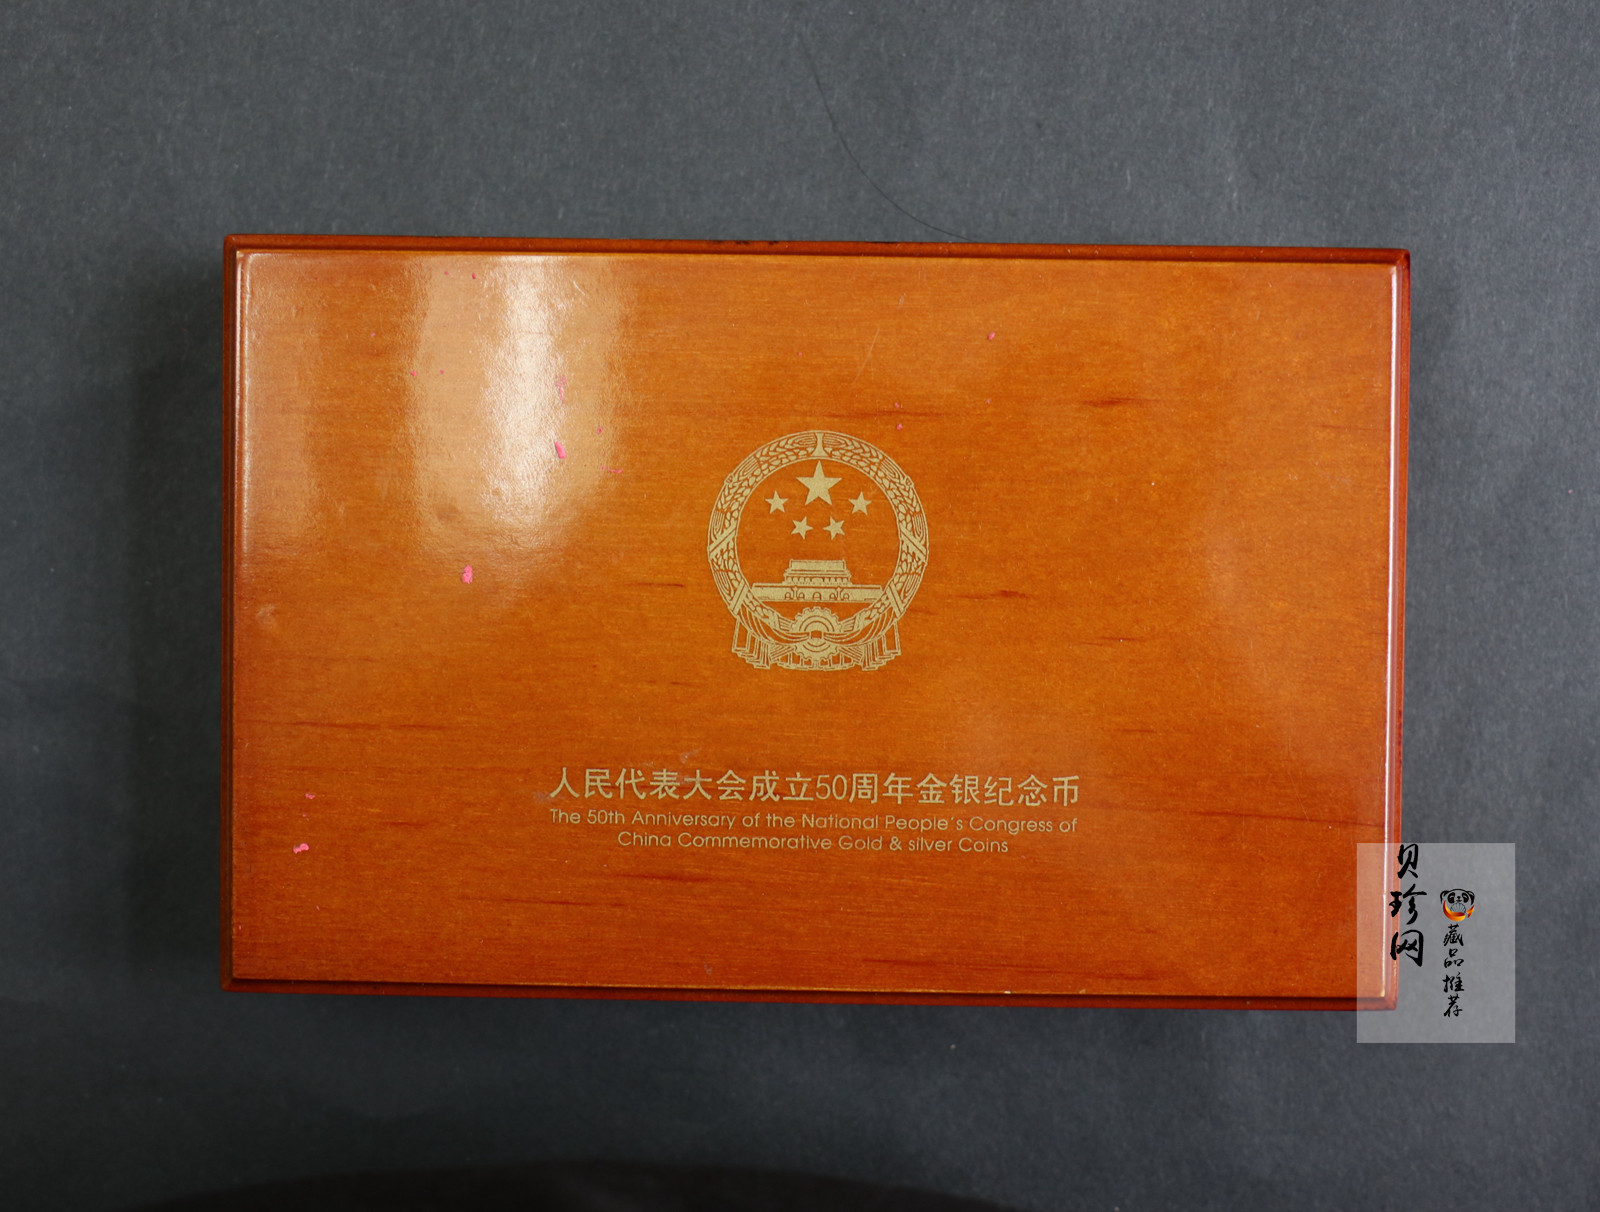 人民代表大会成立50周年金银纪念币
The 50th Anniversary of the National People's Congress of
China Commemorative Gold & silver Coins
贝珍网
藏品推荐